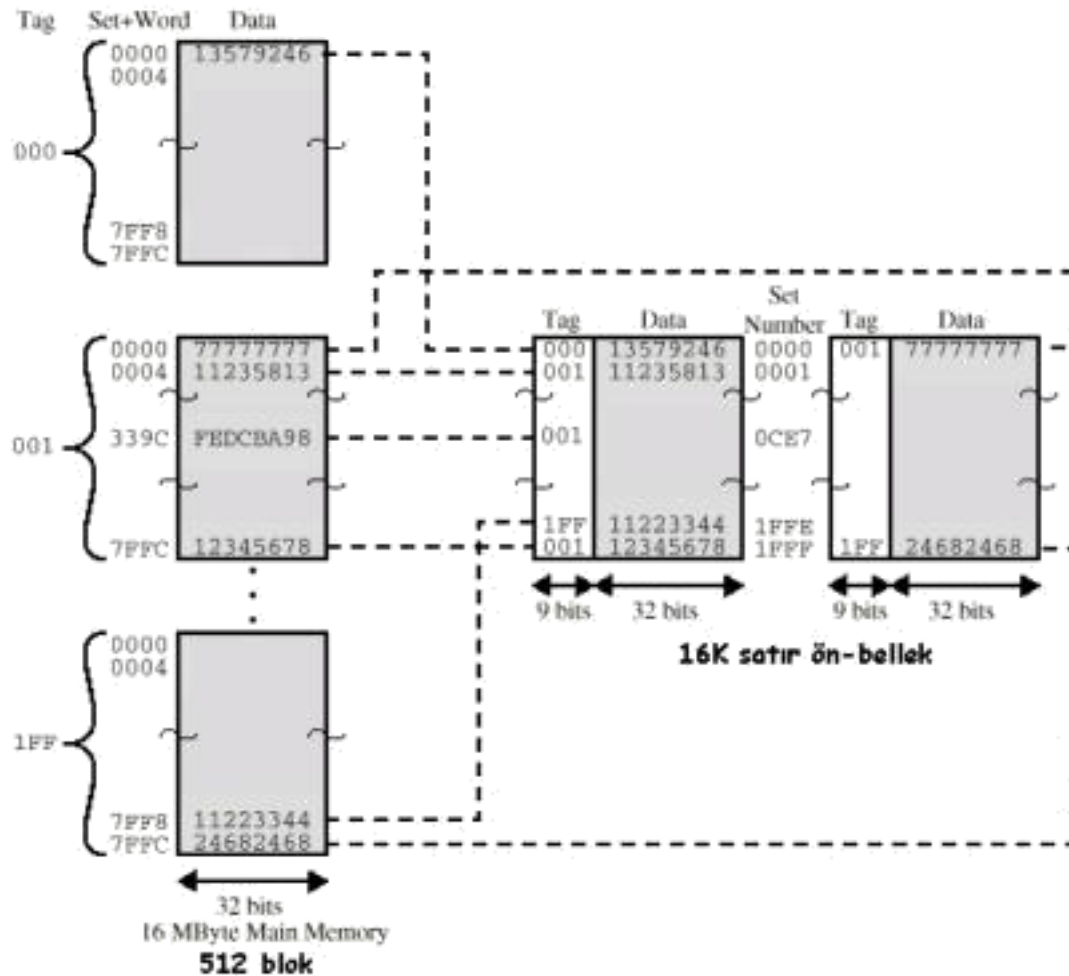 Tag Set+Word Data
0000 13579246
0004
000
7FF8
7FFC
Set
Tag Data Number Tag Data
0000 77777777 000 13579246 0000 001 77777777
0004 11235813 001 11235813 0001
001 339C FEDCBA98 001 0CE7
1FF 11223344 1FFE
7FFC 12345678 001 12345678 1FFF 1FF 24682468
9 bits 32 bits 9 bits 32 bits
16K satır ön-bellek
0000
0004
1FF
7FF8 11223344
7FFC 24682468
32 bits
16 MByte Main Memory
512 blok